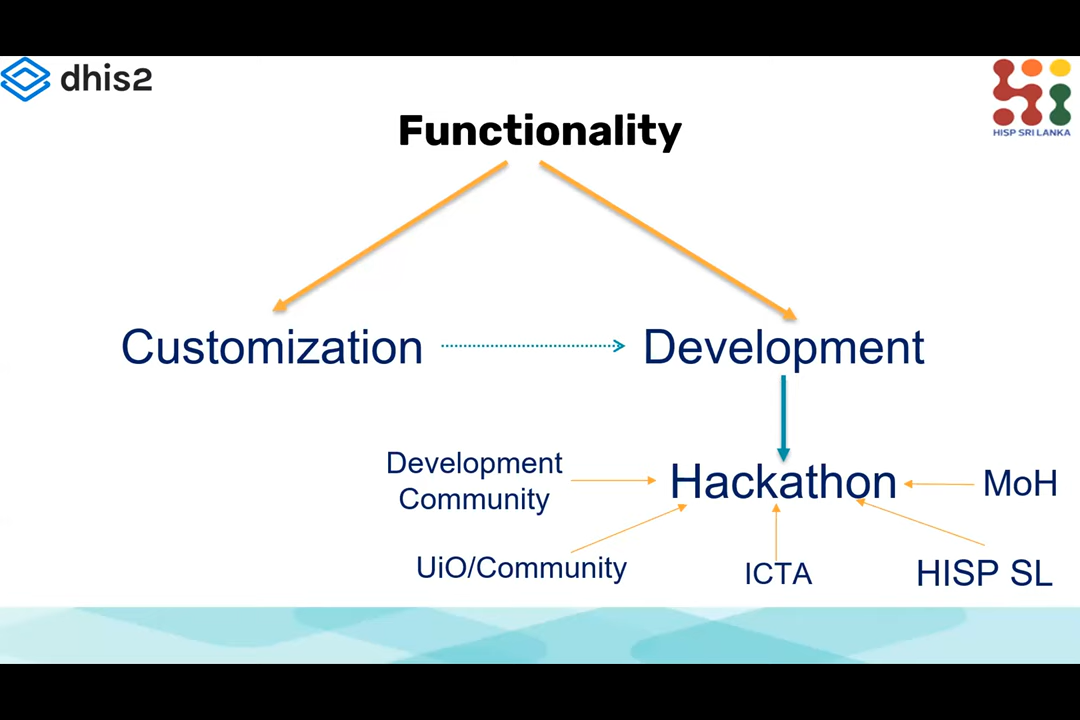 dhis2
HISP SRI LANKA
Functionality
Customization
Development
Development
Community
Hackathon
MoH
UiO/Community
ICTA
HISP SL